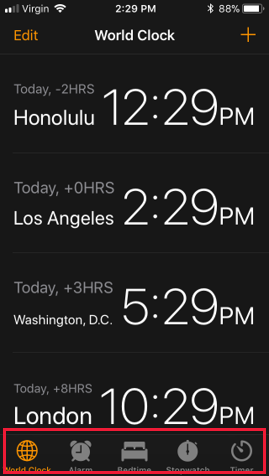 Virgin 2:29 PM 88%
Edit World Clock +
Today, -2HRS
Honolulu 12:29PM
Today, +0HRS
Los Angeles 2:29PM
Today, +3HRS
Washington, D.C. 5:29PM
Today, +8HRS
London 10:29PM
World Clock Alarm Bedtime Stopwatch Timer